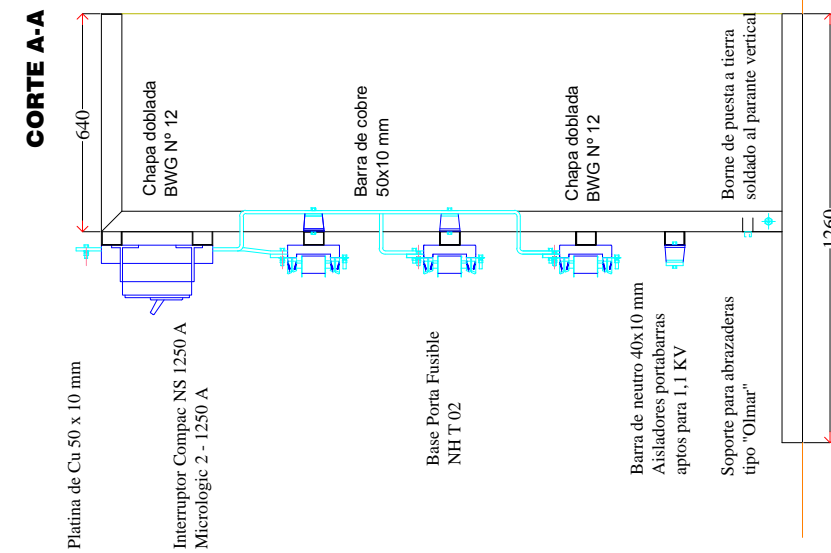 CORTE A-A
640
Chapa doblada
BWG N° 12
Barra de cobre
50x10 mm
Chapa doblada
BWG N° 12
Borne de puesta a tierra
soldado al parante vertical
1260
Platina de Cu 50 x 10 mm
Interruptor Compac NS 1250 A
Micrologic 2 - 1250 A
Base Porta Fusible
NH T 02
Barra de neutro 40x10 mm
Aisladores portabarras
aptos para 1,1 KV
Soporte para abrazaderas
tipo "Olmar"